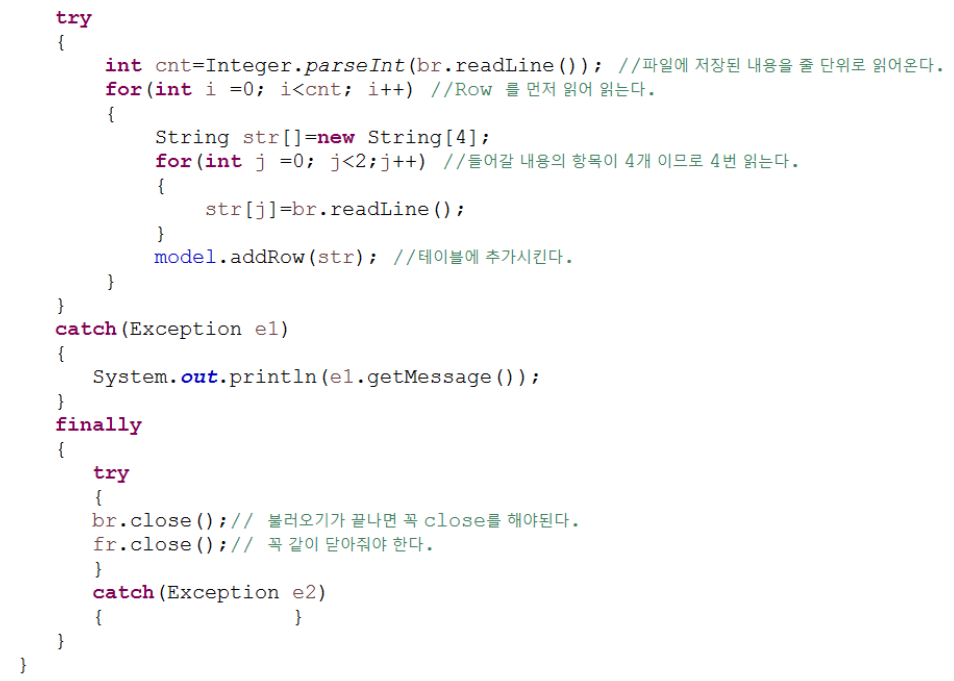 try
{
int cnt=Integer.parseInt(br.readLine()); //파일에 저장된 내용을 줄 단위로 읽어온다.
for(int i =0; i<cnt; i++) //Row 를 먼저 읽어 읽는다.
{
String str[]=new String[4];
for(int j =0; j<2;j++) //들어갈 내용의 항목이 4개 이므로 4번 읽는다.
{
str[j]=br.readLine();
}
model.addRow(str); //테이블에 추가시킨다.
}
}
catch(Exception e1)
{
System.out.println(e1.getMessage());
}
finally
{
try
{
br.close();// 불러오기가 끝나면 꼭 close를 해야된다.
fr.close();// 꼭 같이 닫아줘야 한다.
}
catch(Exception e2)
{ }
}
}